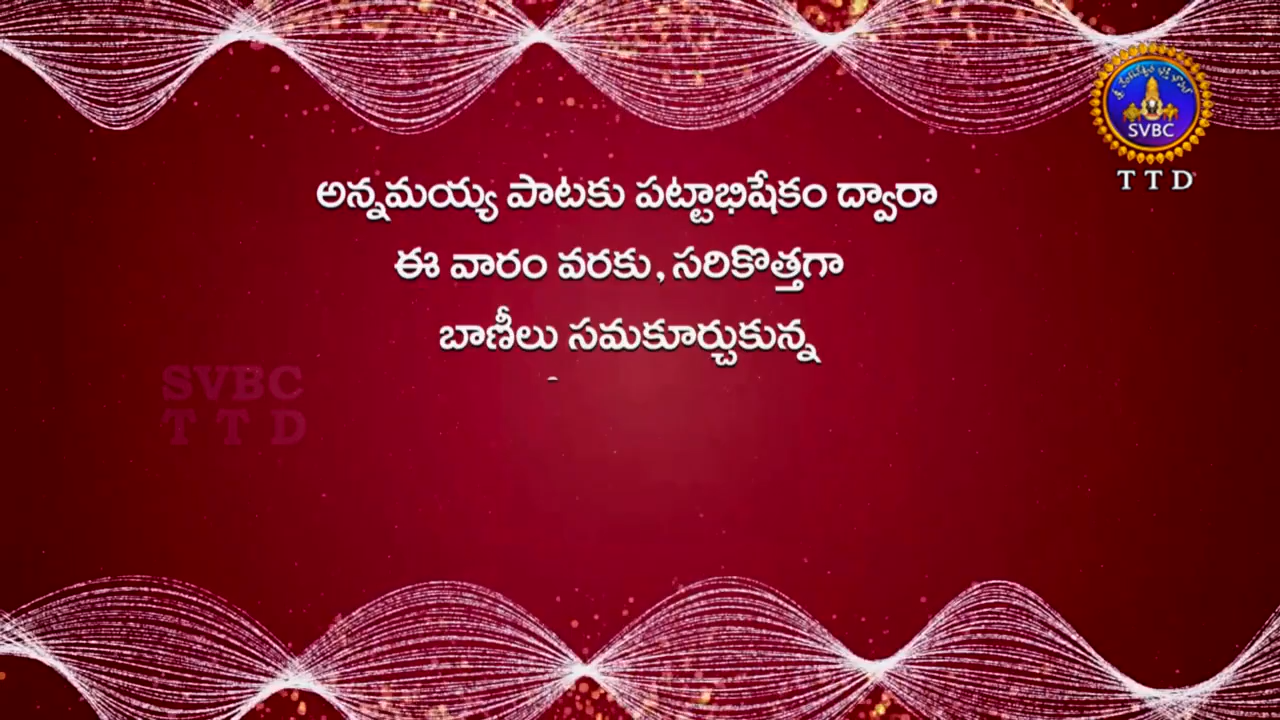 అన్నమయ్య పాటకు పట్టాభిషేకం ద్వారా
ఈ వారం వరకు, సరికొత్తగా
బాణీలు సమకూర్చుకున్న
SVBC
TTD
SVBC
TTD